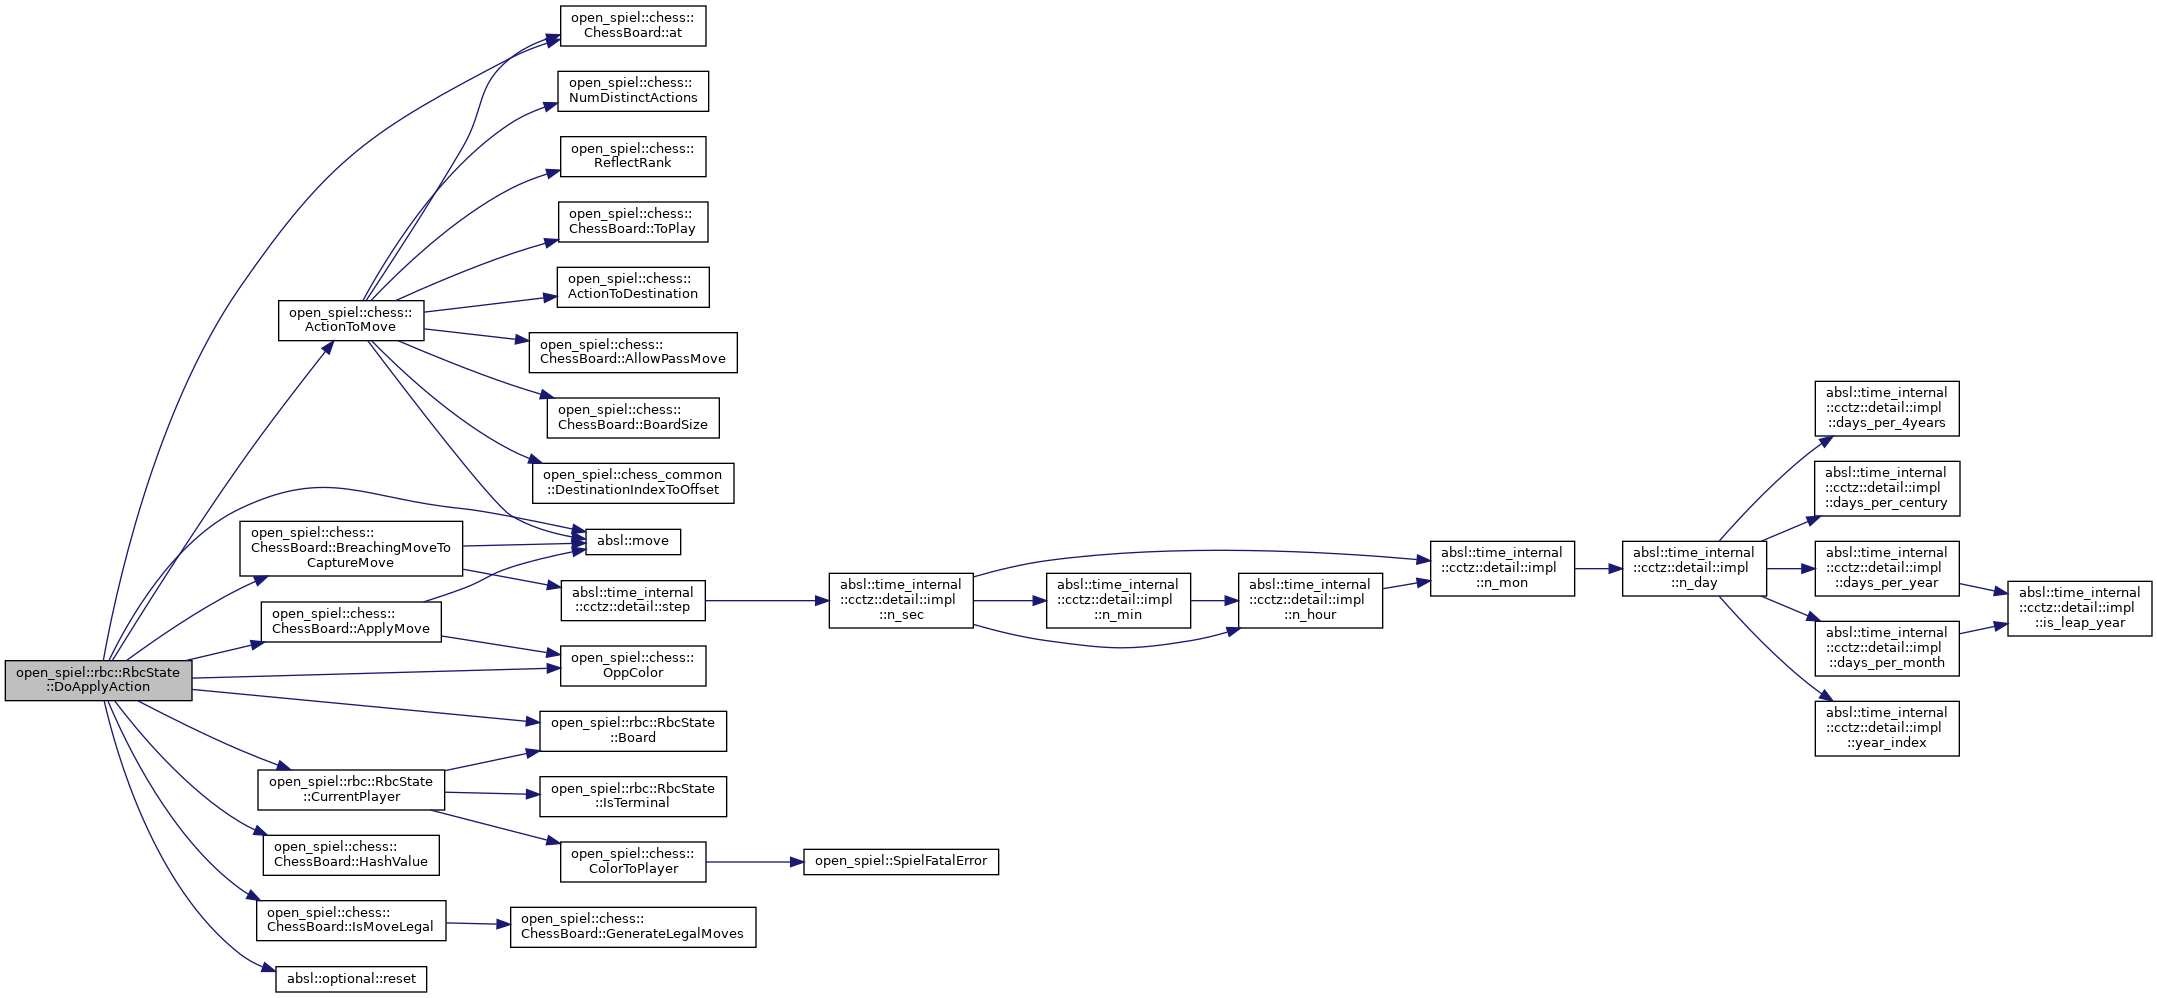 open_spiel::chess::
ChessBoard::at
open_spiel::chess::
NumDistinctActions
open_spiel::chess::
ReflectRank
open_spiel::chess::
ChessBoard::ToPlay
open_spiel::chess::
ActionToDestination
open_spiel::chess::
ActionToMove
open_spiel::chess::
ChessBoard::AllowPassMove
open_spiel::chess::
ChessBoard::BoardSize
open_spiel::chess_common
::DestinationIndexToOffset
open_spiel::chess::
ChessBoard::BreachingMoveTo
CaptureMove
absl::move
absl::time_internal
::cctz::detail::step
open_spiel::chess::
ChessBoard::ApplyMove
open_spiel::chess::
OppColor
open_spiel::rbc::RbcState
::DoApplyAction
open_spiel::rbc::RbcState
::Board
open_spiel::rbc::RbcState
::CurrentPlayer
open_spiel::rbc::RbcState
::IsTerminal
open_spiel::chess::
ChessBoard::HashValue
open_spiel::chess::
ColorToPlayer
open_spiel::SpielFatalError
open_spiel::chess::
ChessBoard::IsMoveLegal
open_spiel::chess::
ChessBoard::GenerateLegalMoves
absl::optional::reset
absl::time_internal
::cctz::detail::impl
::n_sec
absl::time_internal
::cctz::detail::impl
::n_min
absl::time_internal
::cctz::detail::impl
::n_hour
absl::time_internal
::cctz::detail::impl
::n_mon
absl::time_internal
::cctz::detail::impl
::n_day
absl::time_internal
::cctz::detail::impl
::days_per_4years
absl::time_internal
::cctz::detail::impl
::days_per_century
absl::time_internal
::cctz::detail::impl
::days_per_year
absl::time_internal
::cctz::detail::impl
::days_per_month
absl::time_internal
::cctz::detail::impl
::year_index
absl::time_internal
::cctz::detail::impl
::is_leap_year